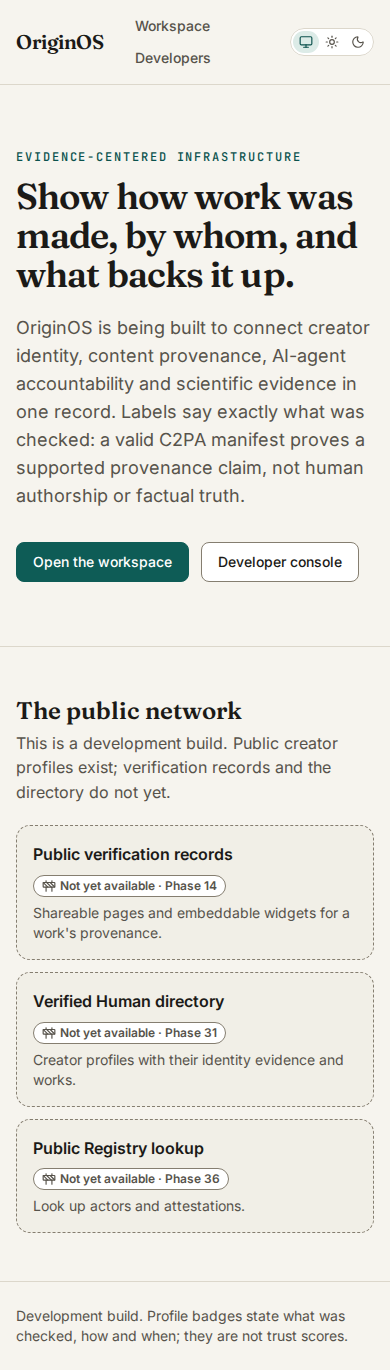 OriginOS
Workspace
Developers
EVIDENCE-CENTERED INFRASTRUCTURE
Show how work was
made, by whom, and
what backs it up.
OriginOS is being built to connect creator
identity, content provenance, AI-agent
accountability and scientific evidence in
one record. Labels say exactly what was
checked: a valid C2PA manifest proves a
supported provenance claim, not human
authorship or factual truth.
Open the workspace
Developer console
The public network
This is a development build. Public creator
profiles exist; verification records and the
directory do not yet.
Public verification records
Not yet available · Phase 14
Shareable pages and embeddable widgets for a
work's provenance.
Verified Human directory
Not yet available · Phase 31
Creator profiles with their identity evidence and
works.
Public Registry lookup
Not yet available · Phase 36
Look up actors and attestations.
Development build. Profile badges state what was
checked, how and when; they are not trust scores.